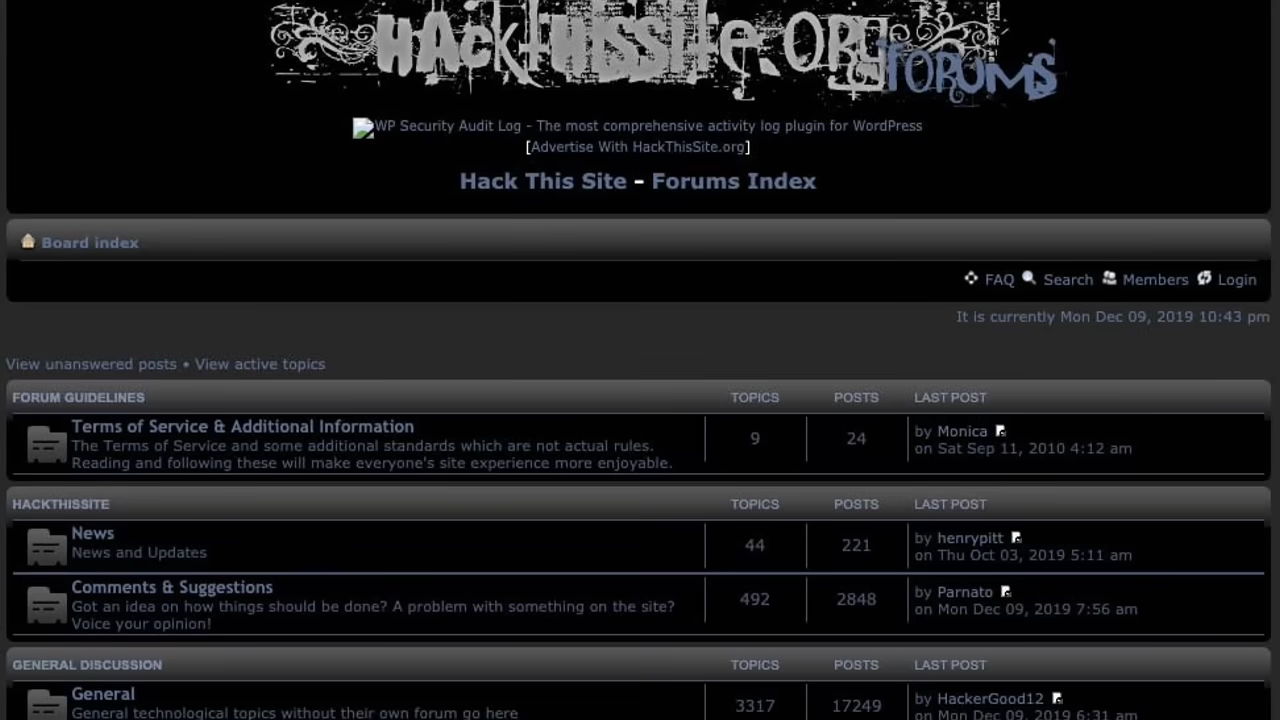 HackThisSite.ORG FORUMS
WP Security Audit Log - The most comprehensive activity log plugin for WordPress
[Advertise With HackThisSite.org]
Hack This Site – Forums Index
Board index
FAQ Search Members Login
It is currently Mon Dec 09, 2019 10:43 pm
View unanswered posts • View active topics
FORUM GUIDELINES TOPICS POSTS LAST POST
Terms of Service & Additional Information
The Terms of Service and some additional standards which are not actual rules.
Reading and following these will make everyone's site experience more enjoyable.
9 24
by Monica
on Sat Sep 11, 2010 4:12 am
HACKTHISSITE TOPICS POSTS LAST POST
News
News and Updates
44 221
by henrypitt
on Thu Oct 03, 2019 5:11 am
Comments & Suggestions
Got an idea on how things should be done? A problem with something on the site?
Voice your opinion!
492 2848
by Parnato
on Mon Dec 09, 2019 7:56 am
GENERAL DISCUSSION TOPICS POSTS LAST POST
General
General technological topics without their own forum go here
3317 17249
by HackerGood12
on Mon Dec 09, 2019 6:31 am